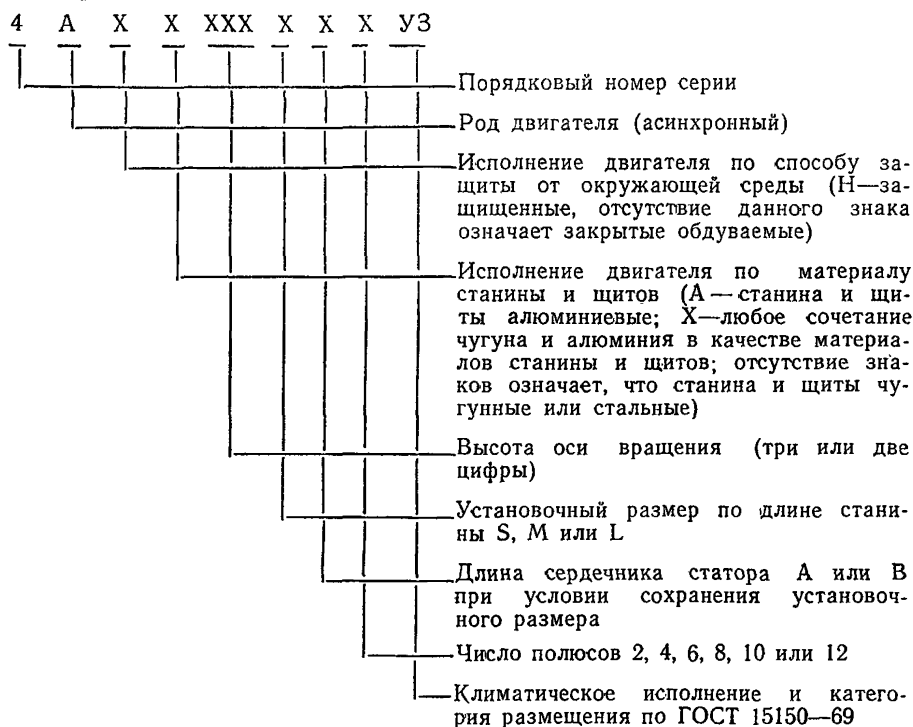 4 А Х Х ХХХ Х Х Х У3
Порядковый номер серии
Род двигателя (асинхронный)
Исполнение двигателя по способу за-
щиты от окружающей среды (Н—за-
щищенные, отсутствие данного знака
означает закрытые обдуваемые)
Исполнение двигателя по материалу
станины и щитов (А — станина и щи-
ты алюминиевые; Х—любое сочетание
чугуна и алюминия в качестве материа-
лов станины и щитов; отсутствие зна-
ков означает, что станина и щиты чу-
гунные или стальные)
Высота оси вращения (три или две
цифры)
Установочный размер по длине стани-
ны S, M или L
Длина сердечника статора А или В
при условии сохранения установоч-
ного размера
Число полюсов 2, 4, 6, 8, 10 или 12
Климатическое исполнение и катего-
рия размещения по ГОСТ 15150—69